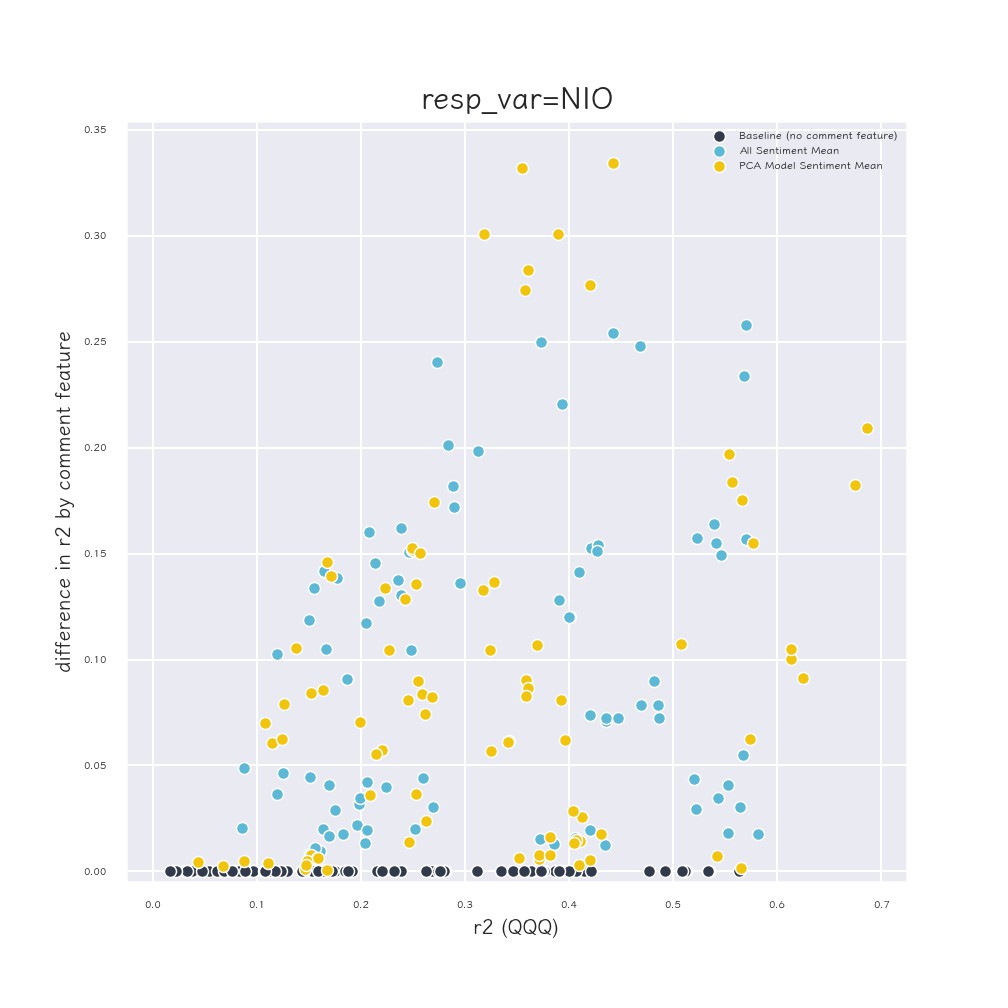 resp_var=NIO
Baseline (no comment feature)
All Sentiment Mean
PCA Model Sentiment Mean
difference in r2 by comment feature
0.35
0.30
0.25
0.20
0.15
0.10
0.05
0.00
0.0 0.1 0.2 0.3 0.4 0.5 0.6 0.7
r2 (QQQ)